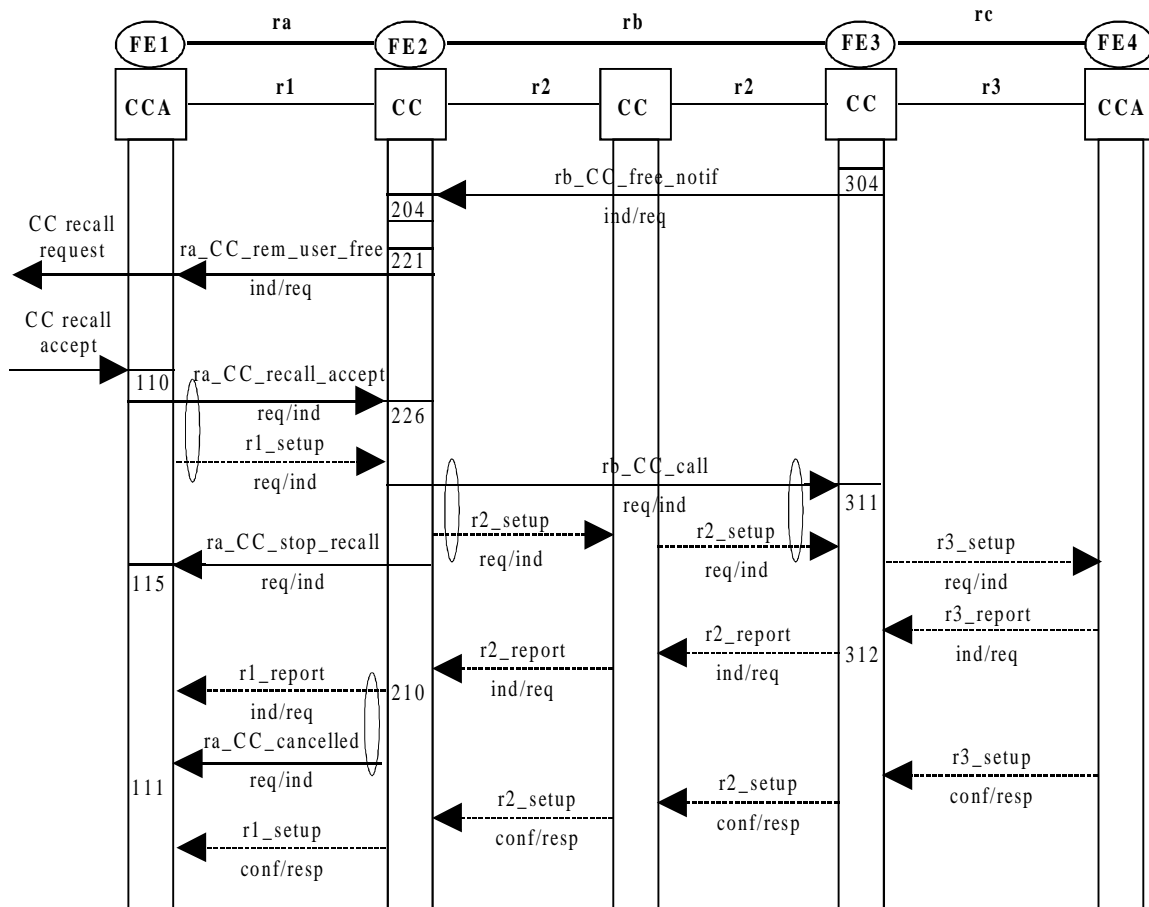 ra rb rc
FE1 FE2 FE3 FE4
r1 r2 r2 r3
CCA CC CC CC CCA
rb_CC_free_notif
304
ind/req
204
CC recall
request
ra_CC_rem_user_free
221
ind/req
CC recall
accept
110
ra_CC_recall_accept
req/ind
226
r1_setup
req/ind
rb_CC_call
req/ind
311
r2_setup
req/ind
r2_setup
req/ind
ra_CC_stop_recall
req/ind
115
r3_setup
req/ind
r3_report
ind/req
r2_report
ind/req
312
r2_report
ind/req
r1_report
ind/req
210
ra_CC_cancelled
req/ind
111
r3_setup
conf/resp
r2_setup
conf/resp
r2_setup
conf/resp
r1_setup
conf/resp